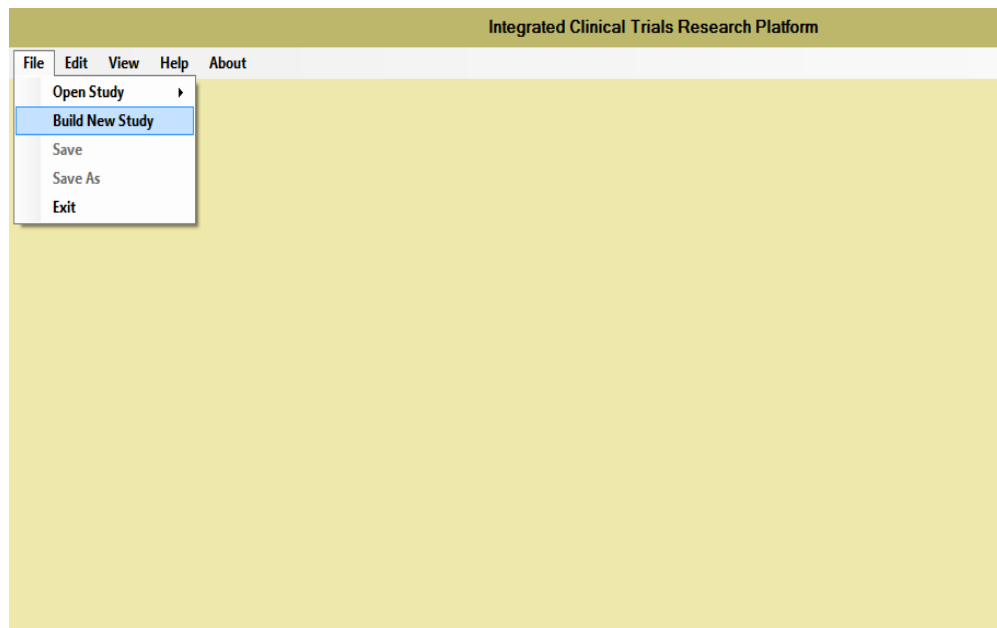 Integrated Clinical Trials Research Platform
File Edit View Help About
Open Study
Build New Study
Save
Save As
Exit